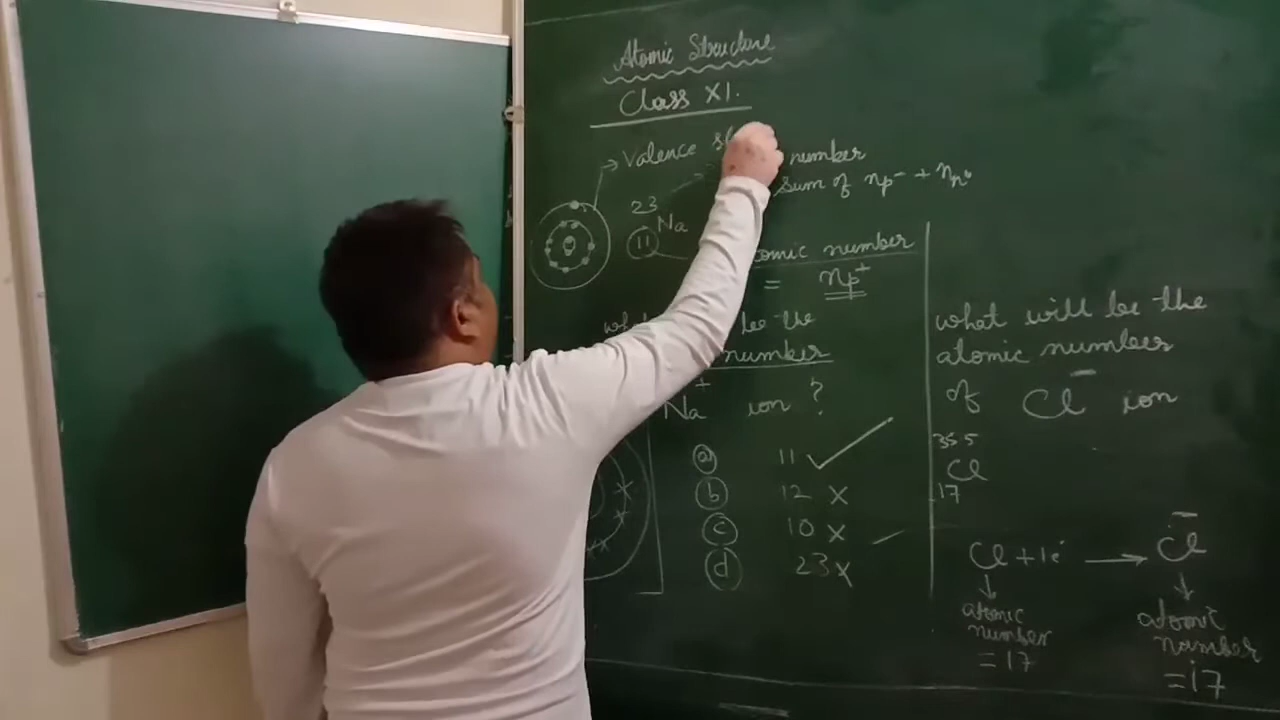 Atomic Structure
Class XI.
Valence
number
sum of np- + nn°
23
Na
11
atomic number
= np+
be the
number
Na+ ion ?
a 11 ✓
b 12 x
c 10 x
d 23 x
what will be the
atomic number
of Cl- ion
35.5
Cl
17
Cl + 1e- → Cl-
↓ ↓
atomic atomic
number number
= 17 = 17